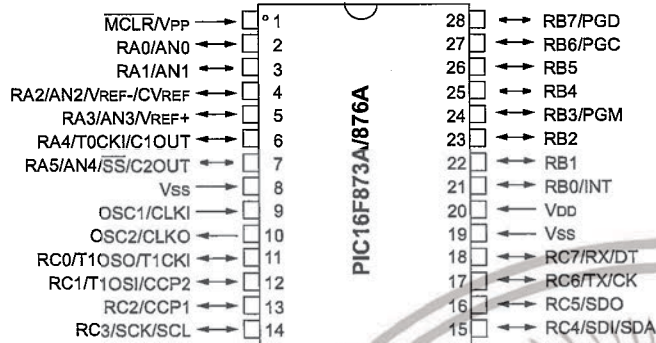 MCLR/VPP 1 28 RB7/PGD
RA0/AN0 2 27 RB6/PGC
RA1/AN1 3 26 RB5
RA2/AN2/VREF-/CVREF 4 25 RB4
RA3/AN3/VREF+ 5 24 RB3/PGM
RA4/T0CKI/C1OUT 6 23 RB2
RA5/AN4/SS/C2OUT 7 22 RB1
VSS 8 21 RB0/INT
OSC1/CLKI 9 20 VDD
OSC2/CLKO 10 19 VSS
RC0/T1OSO/T1CKI 11 18 RC7/RX/DT
RC1/T1OSI/CCP2 12 17 RC6/TX/CK
RC2/CCP1 13 16 RC5/SDO
RC3/SCK/SCL 14 15 RC4/SDI/SDA
PIC16F873A/876A